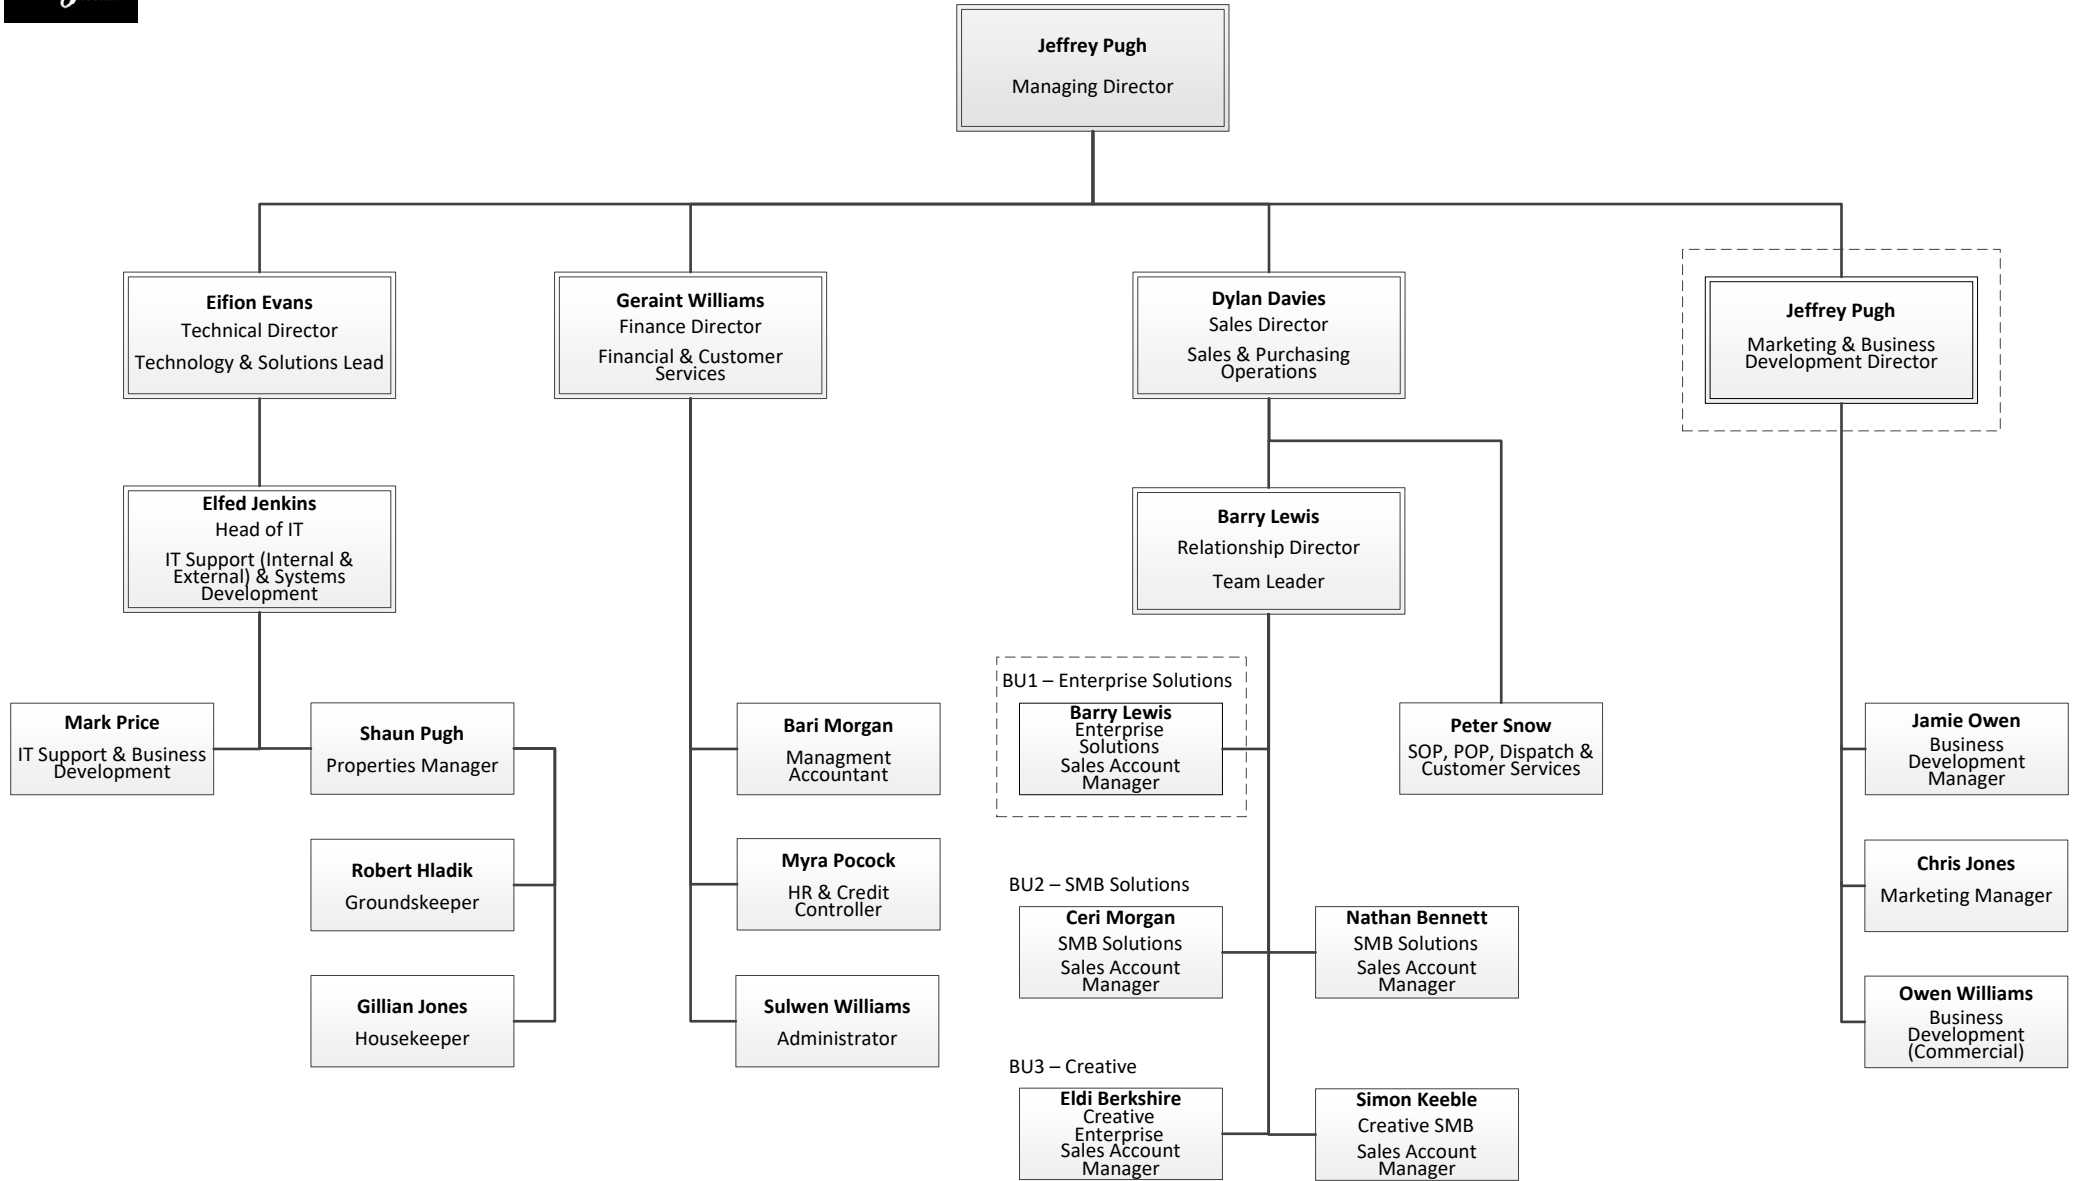 Jeffrey Pugh
Managing Director
Eifion Evans
Technical Director
Technology & Solutions Lead
Geraint Williams
Finance Director
Financial & Customer
Services
Dylan Davies
Sales Director
Sales & Purchasing
Operations
Jeffrey Pugh
Marketing & Business
Development Director
Elfed Jenkins
Head of IT
IT Support (Internal &
External) & Systems
Development
Barry Lewis
Relationship Director
Team Leader
Mark Price
IT Support & Business
Development
Shaun Pugh
Properties Manager
Robert Hladik
Groundskeeper
Gillian Jones
Housekeeper
Bari Morgan
Managment
Accountant
Myra Pocock
HR & Credit
Controller
Sulwen Williams
Administrator
BU1 – Enterprise Solutions
Barry Lewis
Enterprise
Solutions
Sales Account
Manager
Peter Snow
SOP, POP, Dispatch &
Customer Services
BU2 – SMB Solutions
Ceri Morgan
SMB Solutions
Sales Account
Manager
Nathan Bennett
SMB Solutions
Sales Account
Manager
BU3 – Creative
Eldi Berkshire
Creative
Enterprise
Sales Account
Manager
Simon Keeble
Creative SMB
Sales Account
Manager
Jamie Owen
Business
Development
Manager
Chris Jones
Marketing Manager
Owen Williams
Business
Development
(Commercial)